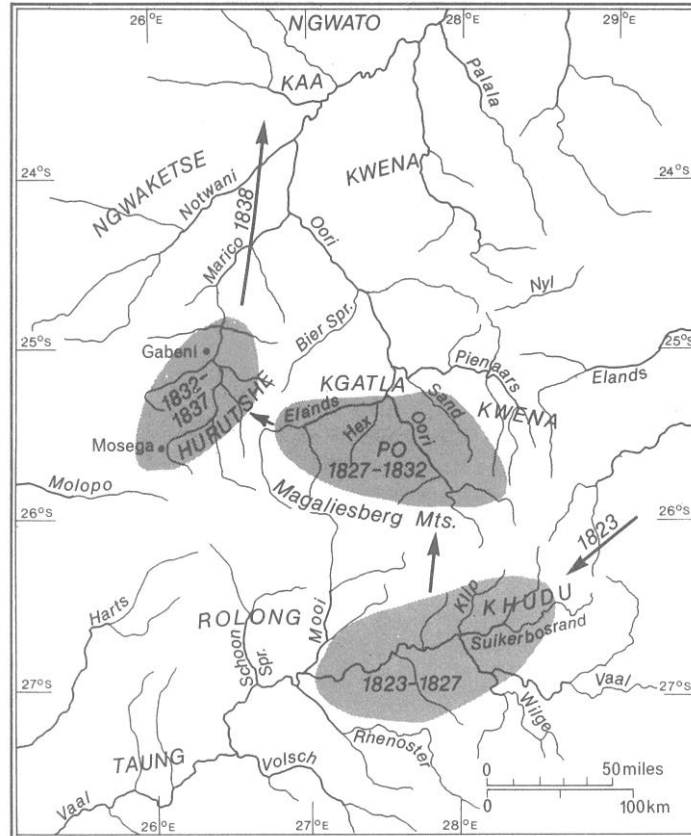 26°E
NGWATO
28°E
29°E
KAA
Palala
24°S
NGWAKETSE
Notwani
1838
KWENA
24°S
Marico
Oori
Nyl
Bier Spr.
25°S
Gabeni
25°S
Pienaars
Elands
1832–
1837
HURUTSHE
KGATLA
Sand
KWENA
Elands
Hex
Oori
Mosega
PO
1827–1832
Molopo
Magaliesberg Mts.
26°S
26°S
1823
Harts
ROLONG
Mooi
Klip
KHUDU
Schoon
Spr.
Suikerbosrand
27°S
1823–1827
Vaal
27°S
Wilge
Rhenoster
TAUNG
Volsch
Vaal
0 50 miles
0 100 km
26°E
27°E
28°E